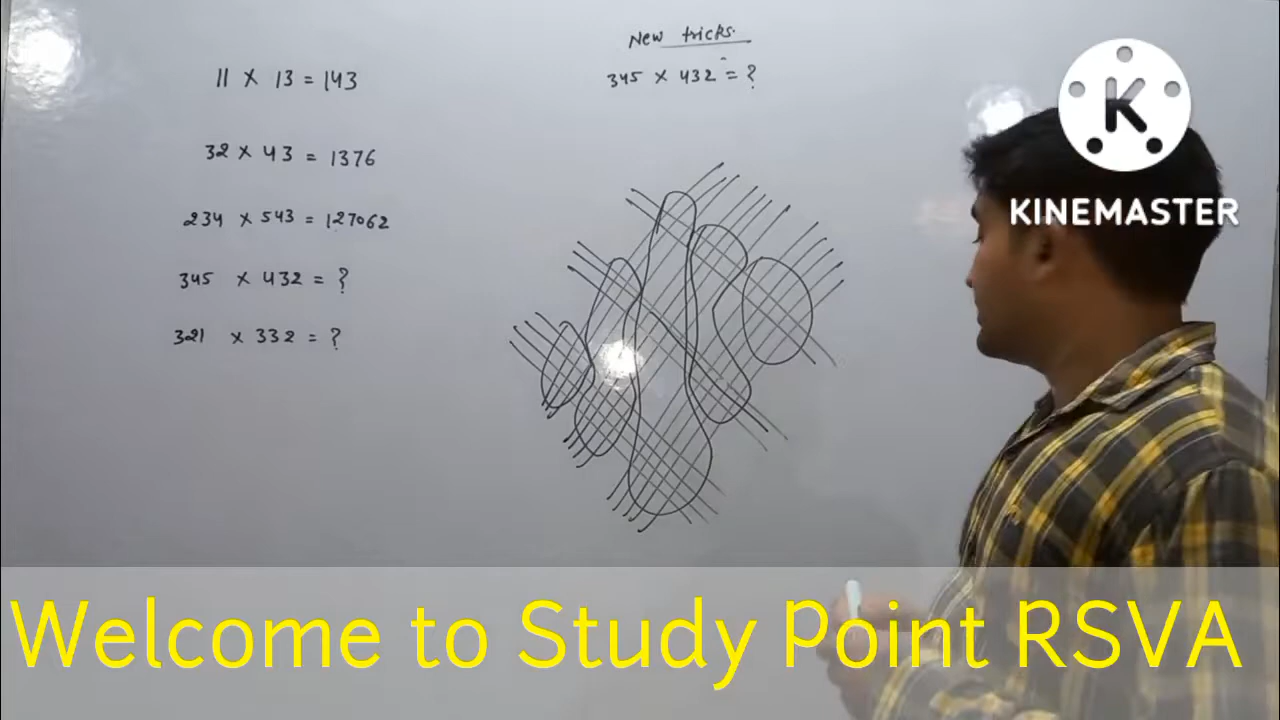 New tricks
345 × 432 = ?
11 × 13 = 143
32 × 43 = 1376
234 × 543 = 127062
345 × 432 = ?
321 × 332 = ?
K
KINEMASTER
Welcome to Study Point RSVA